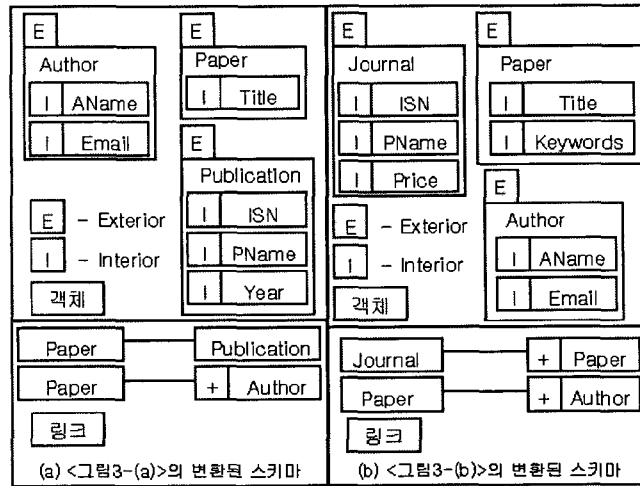 E
Author
I AName
I Email
E
Paper
I Title
E
Publication
I ISN
I PName
I Year
E - Exterior
I - Interior
객체
Paper Publication
Paper + Author
링크
(a) <그림3-(a)>의 변환된 스키마
E
Journal
I ISN
I PName
I Price
E
Paper
I Title
I Keywords
E
Author
I AName
I Email
E - Exterior
I - Interior
객체
Journal + Paper
Paper + Author
링크
(b) <그림3-(b)>의 변환된 스키마